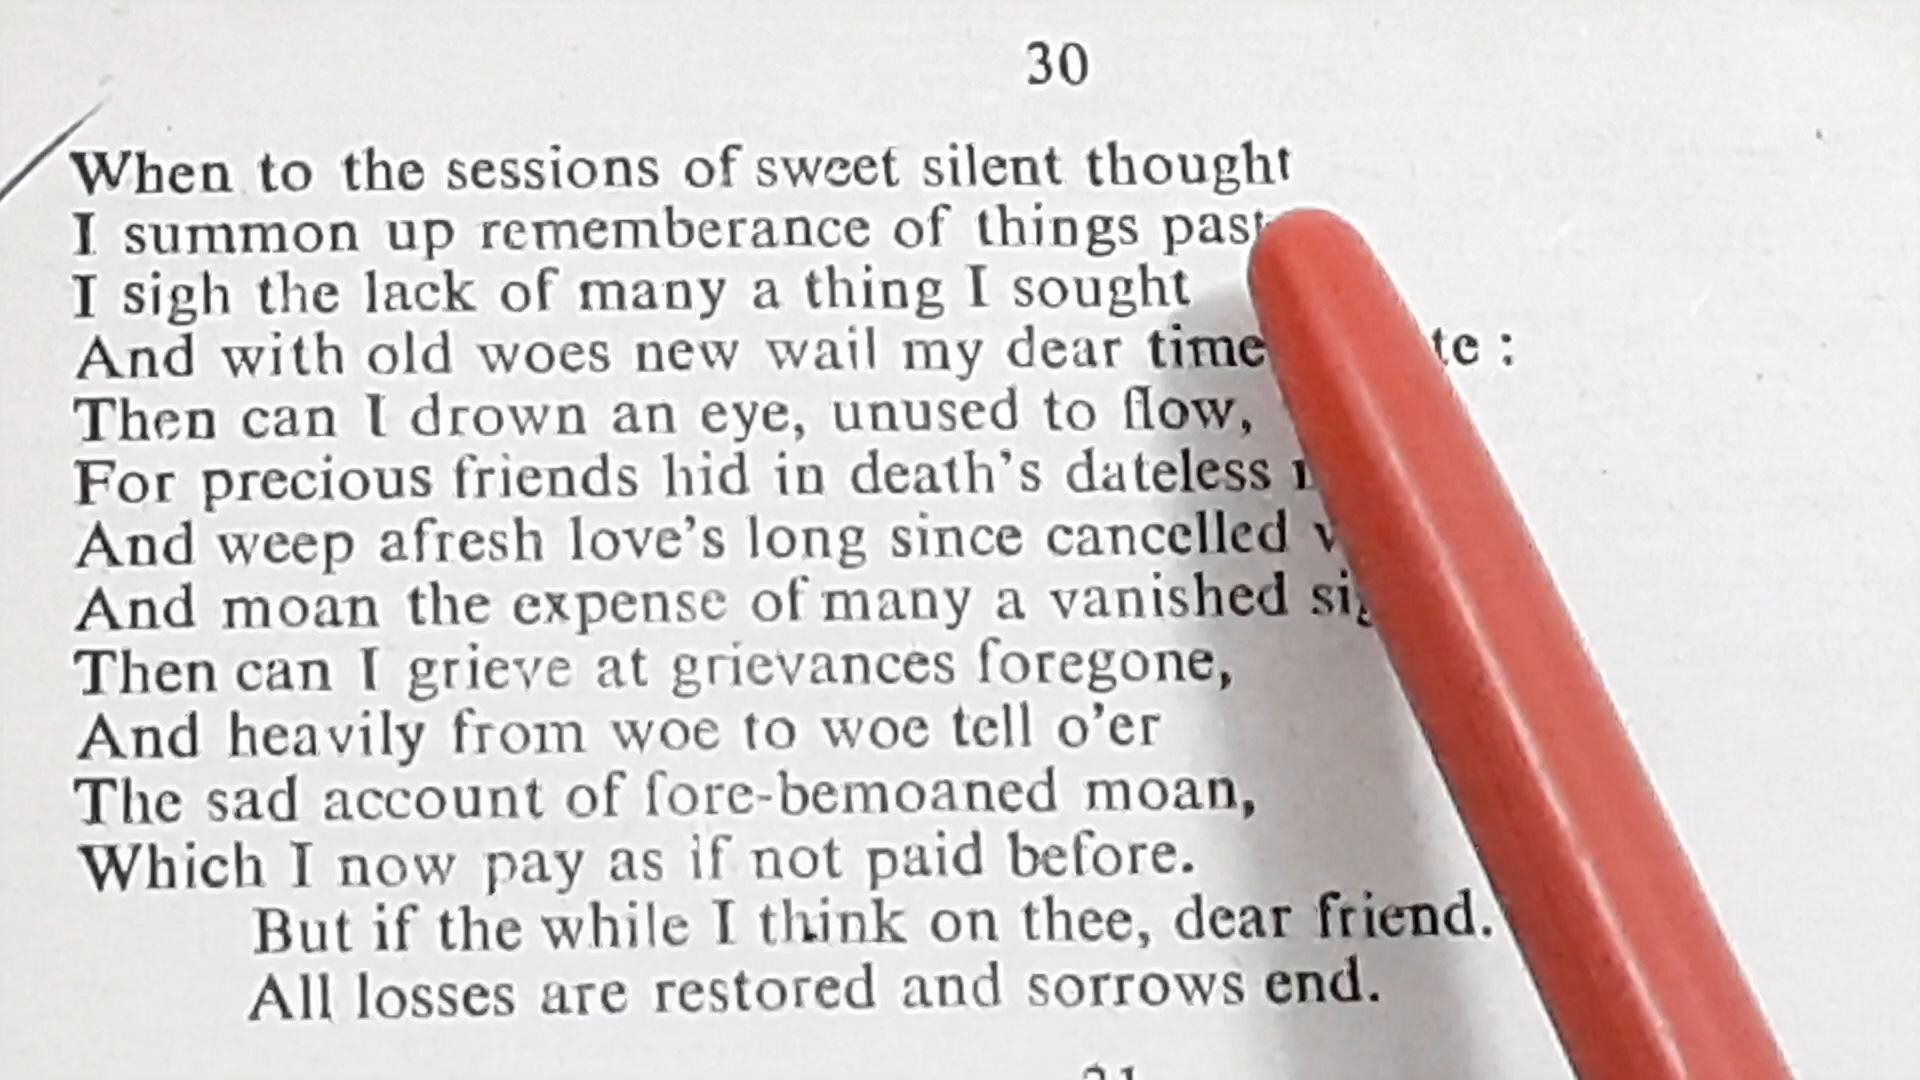 30
When to the sessions of sweet silent thought
I summon up rememberance of things past
I sigh the lack of many a thing I sought
And with old woes new wail my dear time
Then can I drown an eye, unused to flow,
For precious friends hid in death's dateless
And weep afresh love's long since cancelled
And moan the expense of many a vanished
Then can I grieve at grievances foregone,
And heavily from woe to woe tell o'er
The sad account of fore-bemoaned moan,
Which I now pay as if not paid before.
But if the while I think on thee, dear friend.
All losses are restored and sorrows end.